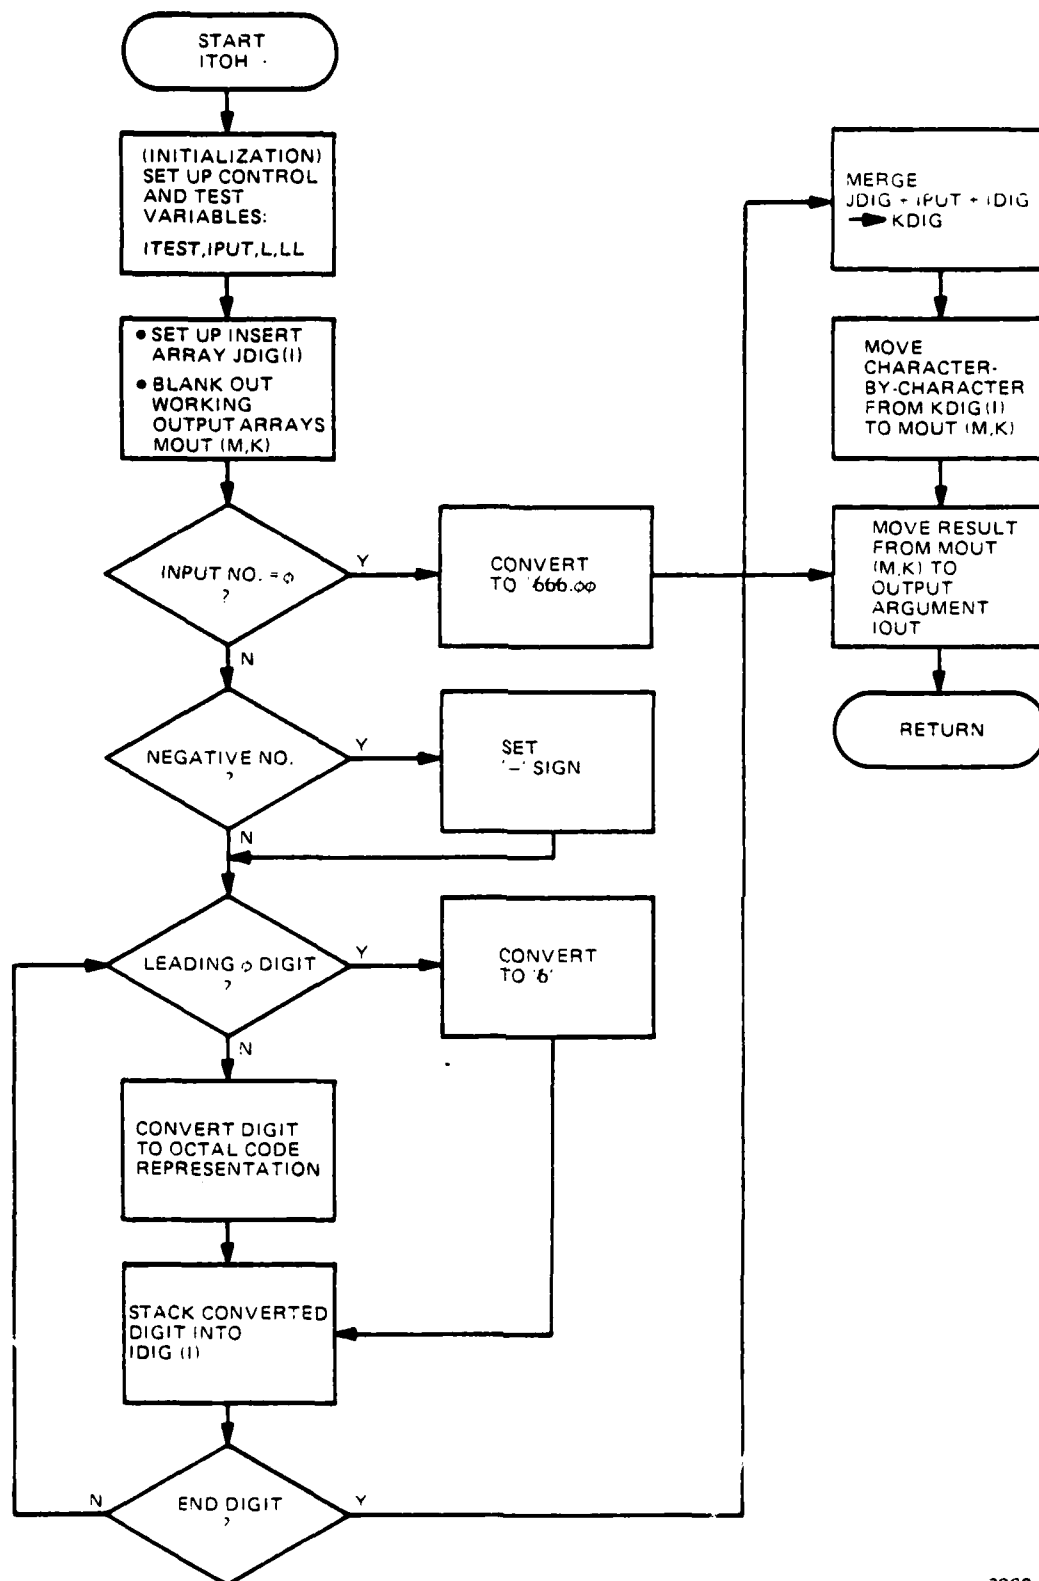 START
ITOH
(INITIALIZATION)
SET UP CONTROL
AND TEST
VARIABLES:
ITEST,IPUT,L,LL
• SET UP INSERT
ARRAY JDIG(I)
• BLANK OUT
WORKING
OUTPUT ARRAYS
MOUT (M,K)
INPUT NO. = φ
?
Y
CONVERT
TO 'ɓɓɓ.φφ
N
NEGATIVE NO.
?
Y
SET
'–' SIGN
N
LEADING φ DIGIT
?
Y
CONVERT
TO 'ɓ'
N
CONVERT DIGIT
TO OCTAL CODE
REPRESENTATION
STACK CONVERTED
DIGIT INTO
IDIG (I)
N
END DIGIT
?
Y
MERGE
JDIG + IPUT + IDIG
→ KDIG
MOVE
CHARACTER-
BY-CHARACTER
FROM KDIG(I)
TO MOUT (M,K)
MOVE RESULT
FROM MOUT
(M,K) TO
OUTPUT
ARGUMENT
IOUT
RETURN